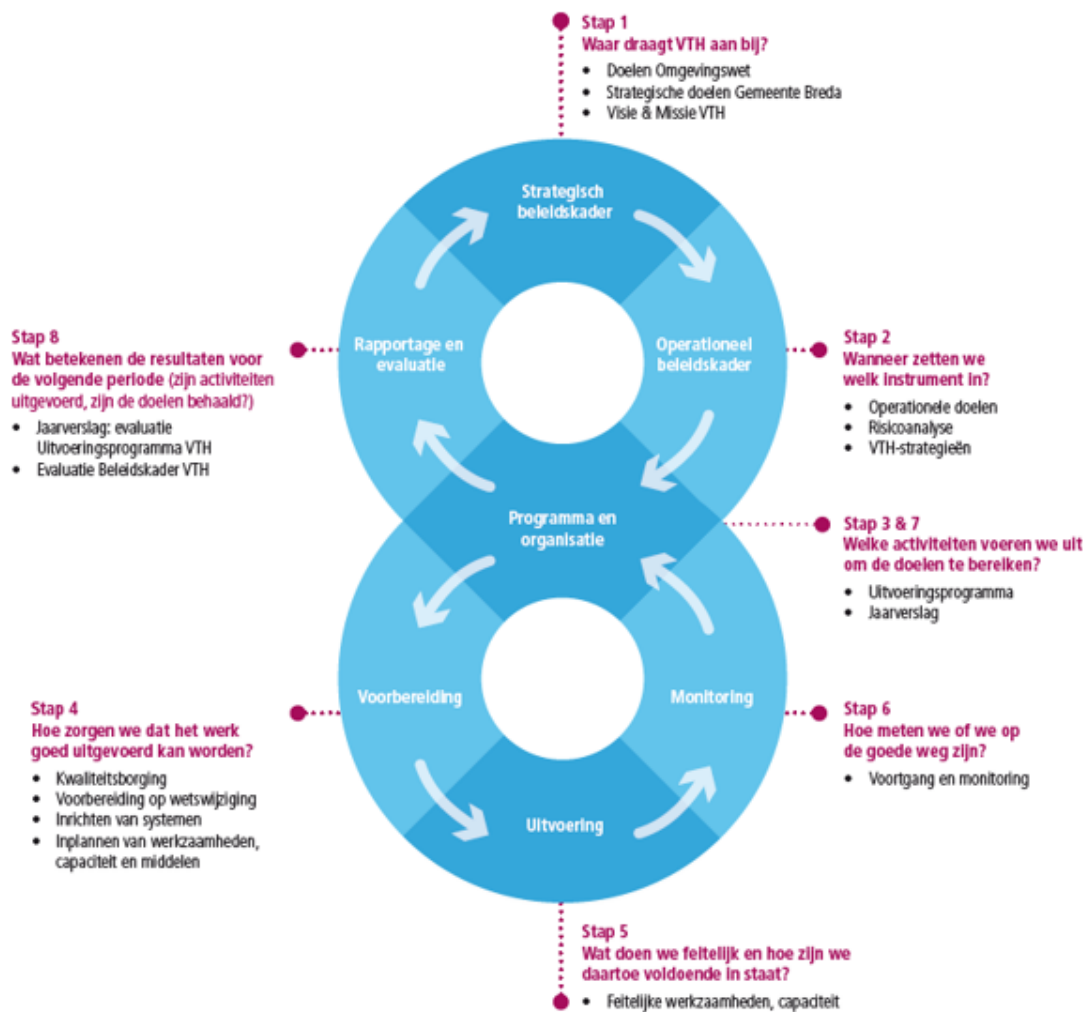 Stap 1
Waar draagt VTH aan bij?
• Doelen Omgevingswet
• Strategische doelen Gemeente Breda
• Visie & Missie VTH
Strategisch
beleidskader
Stap 8
Wat betekenen de resultaten voor
de volgende periode (zijn activiteiten
uitgevoerd, zijn de doelen behaald?)
• Jaarverslag: evaluatie
Uitvoeringsprogramma VTH
• Evaluatie Beleidskader VTH
Rapportage en
evaluatie
Operationeel
beleidskader
Stap 2
Wanneer zetten we
welk instrument in?
• Operationele doelen
• Risicoanalyse
• VTH-strategieën
Programma en
organisatie
Stap 3 & 7
Welke activiteiten voeren we uit
om de doelen te bereiken?
• Uitvoeringsprogramma
• Jaarverslag
Stap 4
Hoe zorgen we dat het werk
goed uitgevoerd kan worden?
• Kwaliteitsborging
• Voorbereiding op wetswijziging
• Inrichten van systemen
• Inplannen van werkzaamheden,
capaciteit en middelen
Voorbereiding
Monitoring
Stap 6
Hoe meten we of we op
de goede weg zijn?
• Voortgang en monitoring
Uitvoering
Stap 5
Wat doen we feitelijk en hoe zijn we
daartoe voldoende in staat?
• Feitelijke werkzaamheden, capaciteit